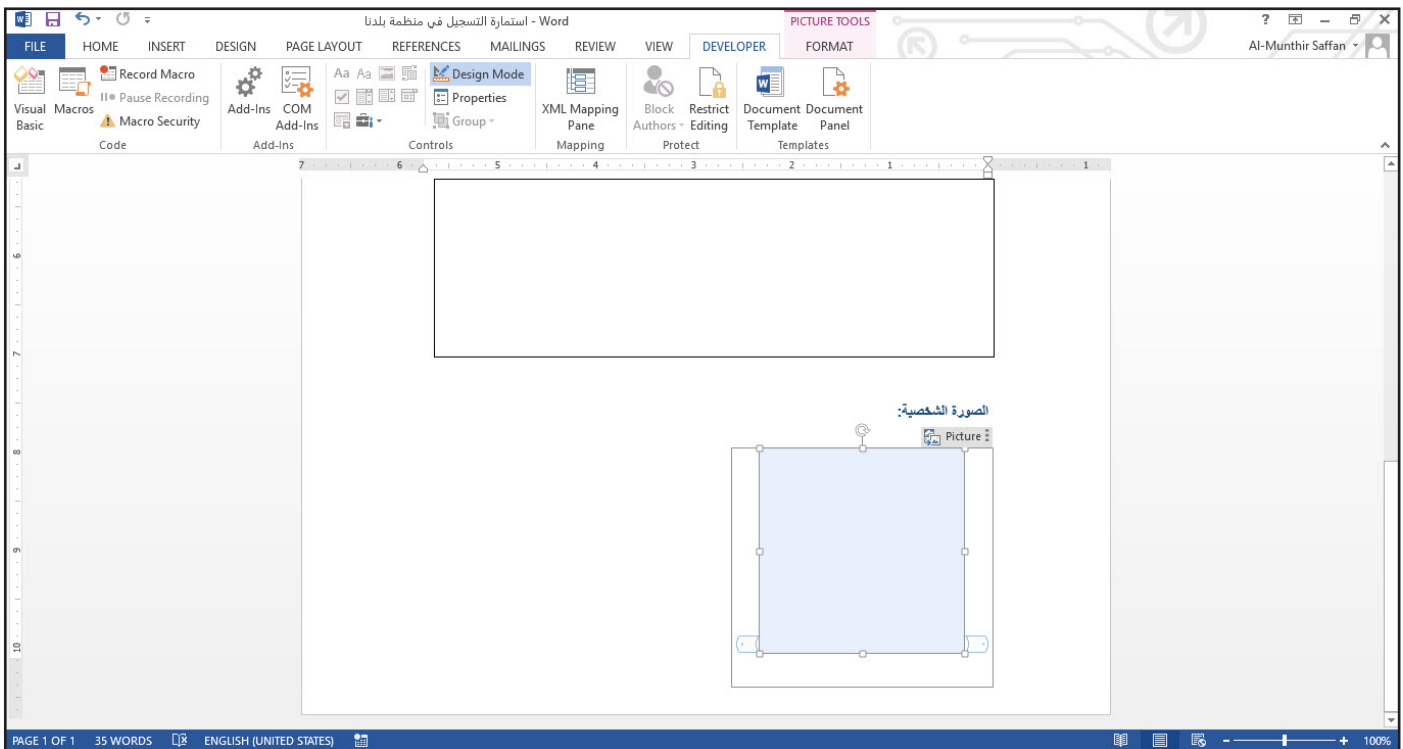 استمارة التسجيل في منظمة بلدنا - Word
PICTURE TOOLS
FILE HOME INSERT DESIGN PAGE LAYOUT REFERENCES MAILINGS REVIEW VIEW DEVELOPER FORMAT
Al-Munthir Saffan
Visual Basic
Macros
Record Macro
Pause Recording
Macro Security
Code
Add-Ins
COM Add-Ins
Add-Ins
Aa Aa
Design Mode
Properties
Group
Controls
XML Mapping Pane
Mapping
Block Authors
Restrict Editing
Protect
Document Template
Document Panel
Templates
7 6 5 4 3 2 1 1
6
7
8
9
10
الصورة الشخصية:
Picture
PAGE 1 OF 1 35 WORDS ENGLISH (UNITED STATES) 100%